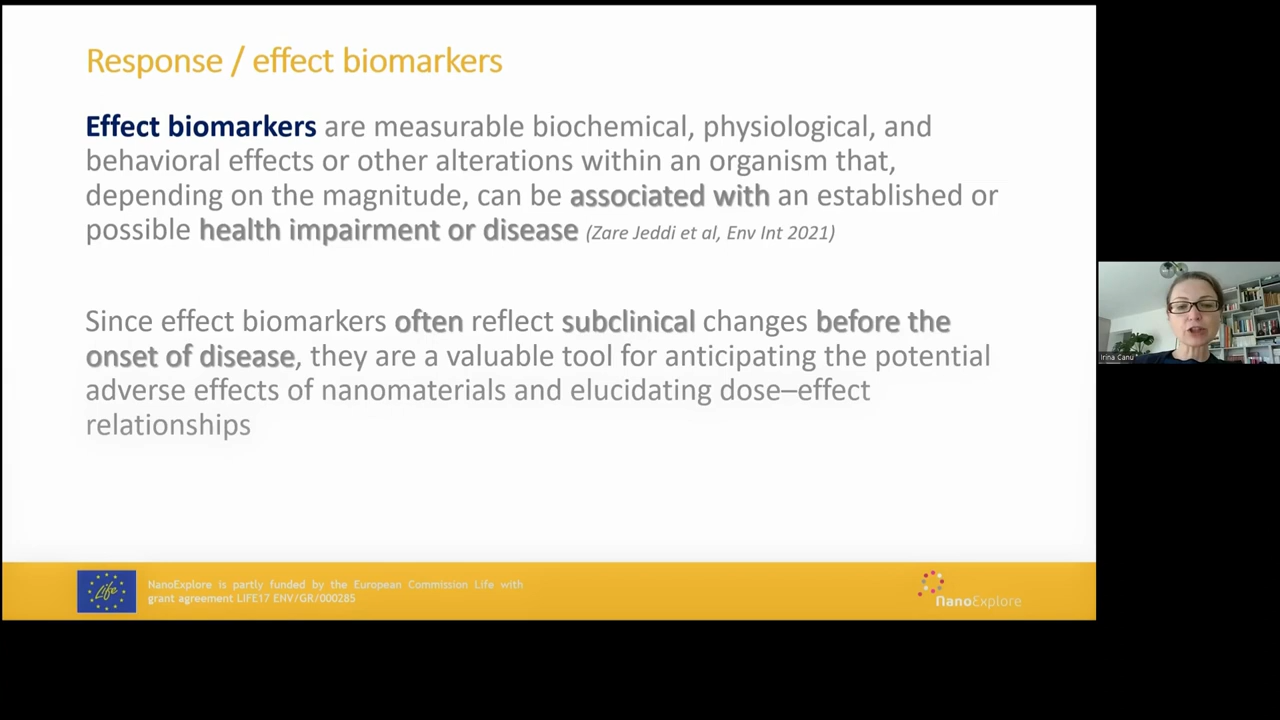 Response / effect biomarkers
Effect biomarkers are measurable biochemical, physiological, and
behavioral effects or other alterations within an organism that,
depending on the magnitude, can be associated with an established or
possible health impairment or disease (Zare Jeddi et al, Env Int 2021)
Since effect biomarkers often reflect subclinical changes before the
onset of disease, they are a valuable tool for anticipating the potential
adverse effects of nanomaterials and elucidating dose–effect
relationships
Irina Canu
Life
NanoExplore is partly funded by the European Commission Life with
grant agreement LIFE17 ENV/GR/000285
NanoExplore